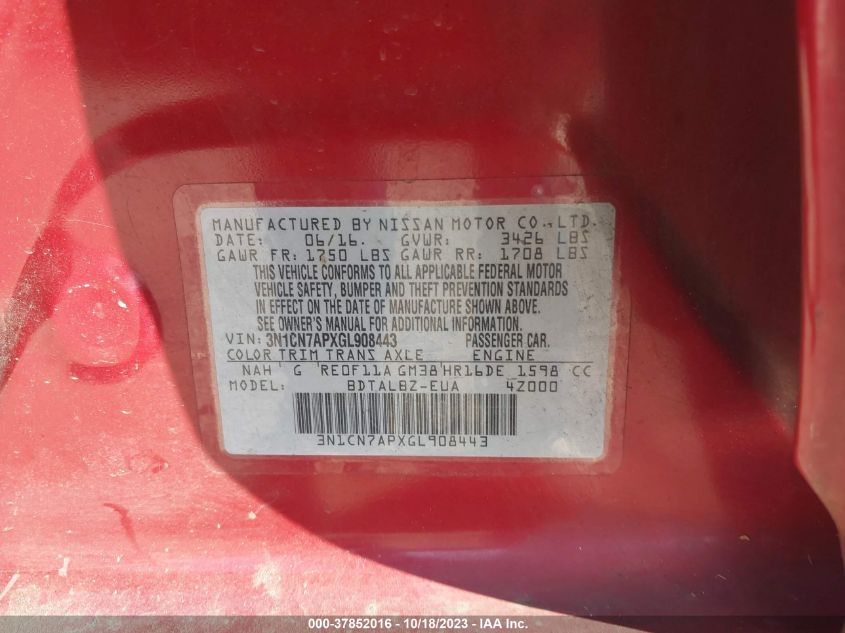 MANUFACTURED BY NISSAN MOTOR CO.,LTD.
DATE: 06/16. GVWR: 3426 LBS
GAWR FR: 1750 LBS GAWR RR: 1708 LBS
THIS VEHICLE CONFORMS TO ALL APPLICABLE FEDERAL MOTOR
VEHICLE SAFETY, BUMPER AND THEFT PREVENTION STANDARDS
IN EFFECT ON THE DATE OF MANUFACTURE SHOWN ABOVE.
SEE OWNER'S MANUAL FOR ADDITIONAL INFORMATION.
VIN: 3N1CN7APXGL908443 PASSENGER CAR.
COLOR TRIM TRANS AXLE ENGINE
NAH ' G 'RE0F11A GM38'HR16DE 1598 CC
MODEL: BDTALBZ-EUA 4Z000
3N1CN7APXGL908443
000-37852016 - 10/18/2023 - IAA Inc.